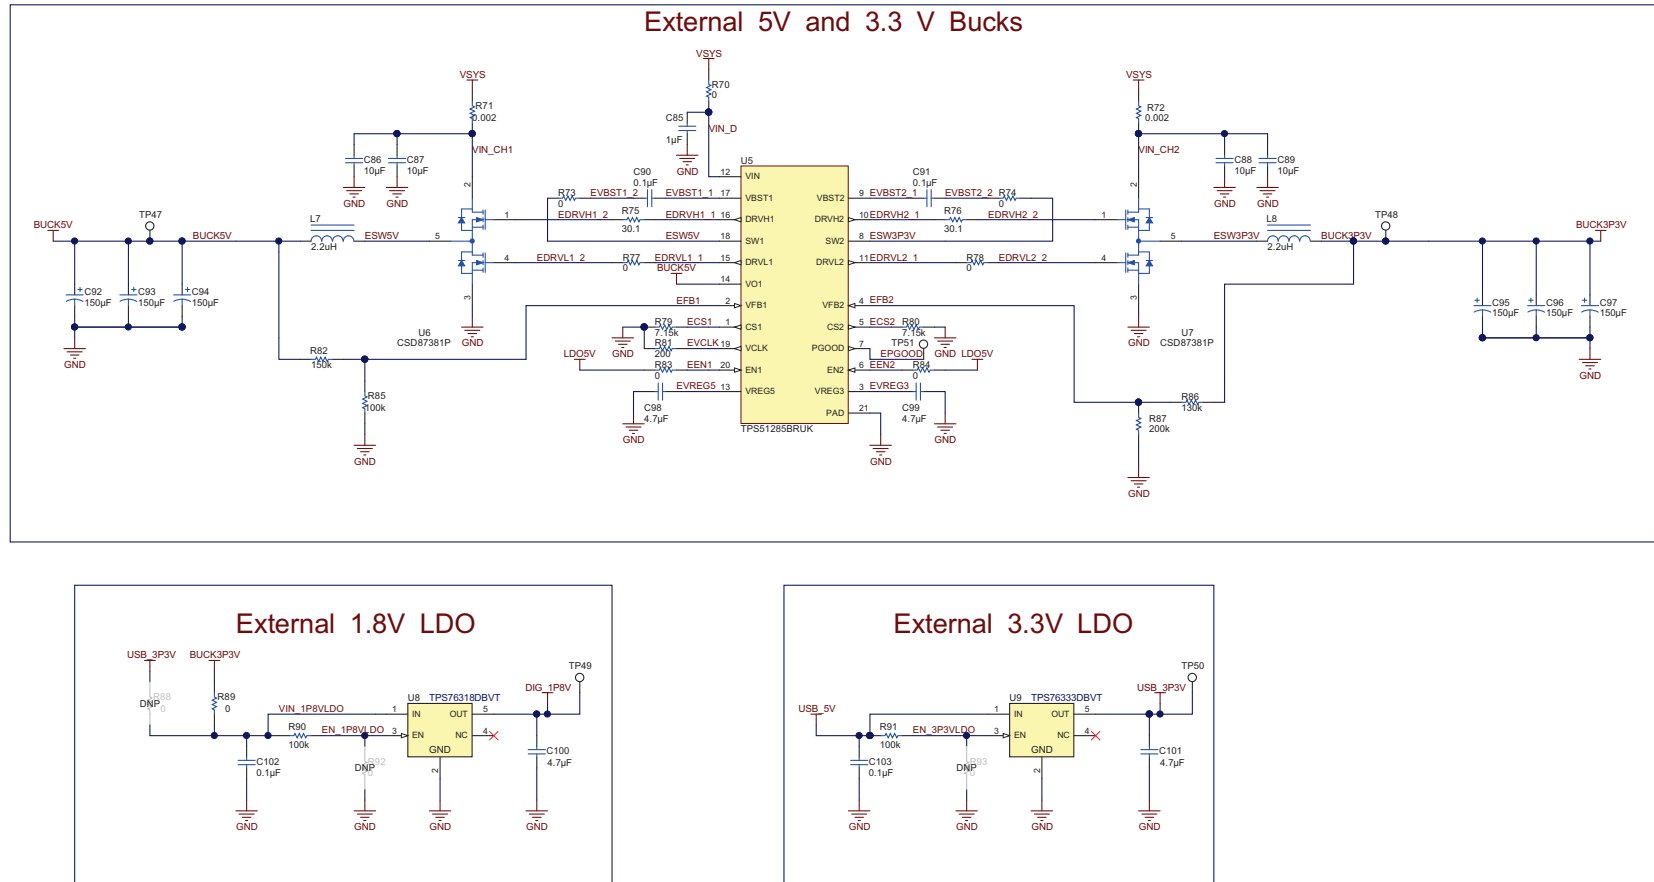 External 5V and 3.3 V Bucks
VSYS
VSYS
VSYS
R70
0
R71
0.002
R72
0.002
C85
1µF
VIN_D
GND
VIN_CH1
VIN_CH2
C86
10µF
C87
10µF
C88
10µF
C89
10µF
GND
GND
GND
GND
U5
C90
0.1µF
C91
0.1µF
12 VIN
R73
0
EVBST1_2
EVBST1_1 17 VBST1
VBST2 9 EVBST2_1
EVBST2_2
R74
0
2
2
1
EDRVH1_2
R75
30.1
EDRVH1_1 16 DRVH1
DRVH2 10 EDRVH2_1
R76
30.1
EDRVH2_2
1
TP47
BUCK5V
BUCK5V
L7
2.2uH
ESW5V 5
ESW5V 18 SW1
SW2 8 ESW3P3V
5 ESW3P3V
L8
2.2uH
BUCK3P3V
TP48
BUCK3P3V
4
EDRVL1_2
R77
0
EDRVL1_1 15 DRVL1
DRVL2 11 EDRVL2_1
R78
0
EDRVL2_2
4
BUCK5V
14 VO1
3
3
C92
150µF
C93
150µF
C94
150µF
C95
150µF
C96
150µF
C97
150µF
EFB1 2 VFB1
VFB2 4 EFB2
GND
GND
GND
GND
U6
CSD87381P
U7
CSD87381P
R79
7.15k
ECS1 1 CS1
CS2 5 ECS2
R80
7.15k
GND
GND
R81
200
EVCLK 19 VCLK
PGOOD 7
EPGOOD
TP51
LDO5V
R83
0
EEN1 20 EN1
EN2 6 EEN2
R84
0
LDO5V
R82
150k
R85
100k
GND
EVREG5 13 VREG5
VREG3 3 EVREG3
C98
4.7µF
C99
4.7µF
GND
GND
PAD 21
GND
TPS51285BRUK
R86
130k
R87
200k
GND
External 1.8V LDO
USB_3P3V
BUCK3P3V
R88
0
DNP
R89
0
VIN_1P8VLDO
R90
100k
EN_1P8VLDO
U8 TPS76318DBVT
1 IN
OUT 5
3 EN
NC 4
GND
2
DIG_1P8V
TP49
C102
0.1µF
R92
0
DNP
C100
4.7µF
GND
GND
GND
GND
External 3.3V LDO
USB_5V
R91
100k
EN_3P3VLDO
U9 TPS76333DBVT
1 IN
OUT 5
3 EN
NC 4
GND
2
USB_3P3V
TP50
C103
0.1µF
R93
0
DNP
C101
4.7µF
GND
GND
GND
GND